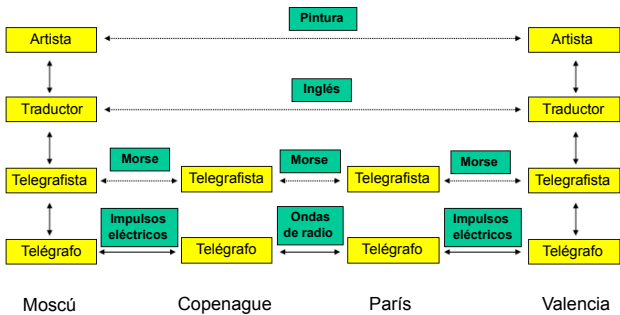 Pintura
Artista Artista
Inglés
Traductor Traductor
Morse Morse Morse
Telegrafista Telegrafista Telegrafista Telegrafista
Impulsos eléctricos Ondas de radio Impulsos eléctricos
Telégrafo Telégrafo Telégrafo Telégrafo
Moscú Copenague París Valencia